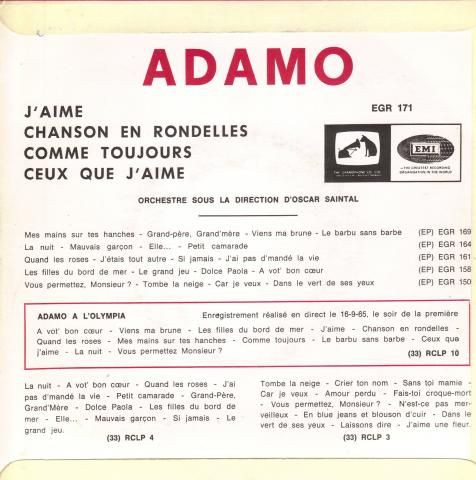 ADAMO
J'AIME
EGR 171
CHANSON EN RONDELLES
COMME TOUJOURS
CEUX QUE J'AIME
EMI
THE GRAMOPHONE CO. LTD.
—THE GREATEST RECORDING
ORGANISATION IN THE WORLD
ORCHESTRE SOUS LA DIRECTION D'OSCAR SAINTAL
Mes mains sur tes hanches - Grand-père, Grand'mère - Viens ma brune - Le barbu sans barbe (EP) EGR 169
La nuit - Mauvais garçon - Elle... - Petit camarade (EP) EGR 164
Quand les roses - J'étais tout autre - Si jamais - J'ai pas d'mandé la vie (EP) EGR 161
Les filles du bord de mer - Le grand jeu - Dolce Paola - A vot' bon cœur (EP) EGR 158
Vous permettez, Monsieur ? - Tombe la neige - Car je veux - Dans le vert de ses yeux (EP) EGR 150
ADAMO A L'OLYMPIA Enregistrement réalisé en direct le 16-9-65, le soir de la première
A vot' bon cœur - Viens ma brune - Les filles du bord de mer - J'aime - Chanson en rondelles -
Quand les roses - Mes mains sur tes hanches - Comme toujours - Le barbu sans barbe - Ceux que
j'aime - La nuit - Vous permettez Monsieur ? (33) RCLP 10
La nuit - A vot' bon cœur - Quand les roses - J'ai
pas d'mandé la vie - Petit camarade - Grand-Père,
Grand'Mère - Dolce Paola - Les filles du bord de
mer - Elle... - Mauvais garçon - Si jamais - Le
grand jeu.
(33) RCLP 4
Tombe la neige - Crier ton nom - Sans toi mamie -
Car je veux - Amour perdu - Fais-toi croque-mort
- Vous permettez, Monsieur ? - N'est-ce pas mer-
veilleux - En blue jeans et blouson d'cuir - Dans le
vert de ses yeux - Laissons dire - J'aime une fleur.
(33) RCLP 3